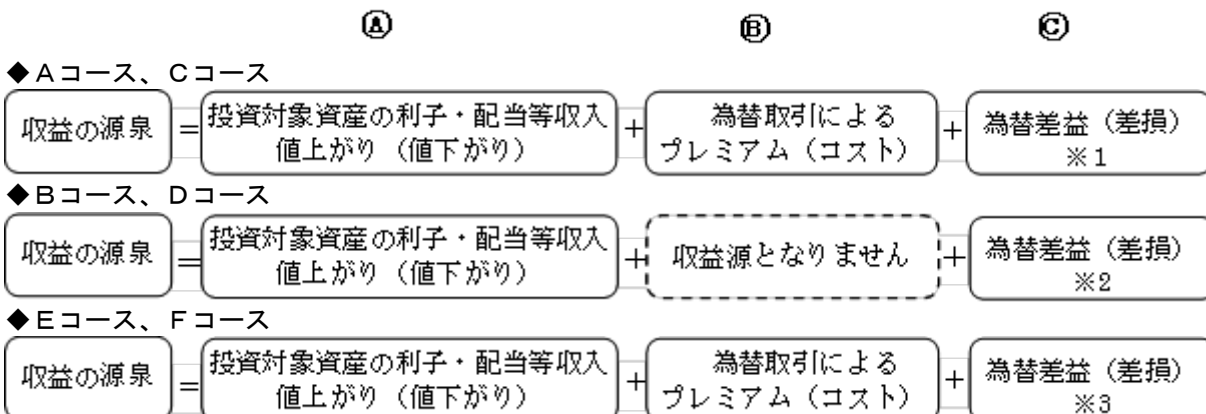 Ⓐ Ⓑ Ⓒ
◆Aコース、Cコース
収益の源泉 = 投資対象資産の利子・配当等収入 + 為替取引による + 為替差益（差損）
値上がり（値下がり） プレミアム（コスト） ※1
◆Bコース、Dコース
収益の源泉 = 投資対象資産の利子・配当等収入 + 収益源となりません + 為替差益（差損）
値上がり（値下がり） ※2
◆Eコース、Fコース
収益の源泉 = 投資対象資産の利子・配当等収入 + 為替取引による + 為替差益（差損）
値上がり（値下がり） プレミアム（コスト） ※3